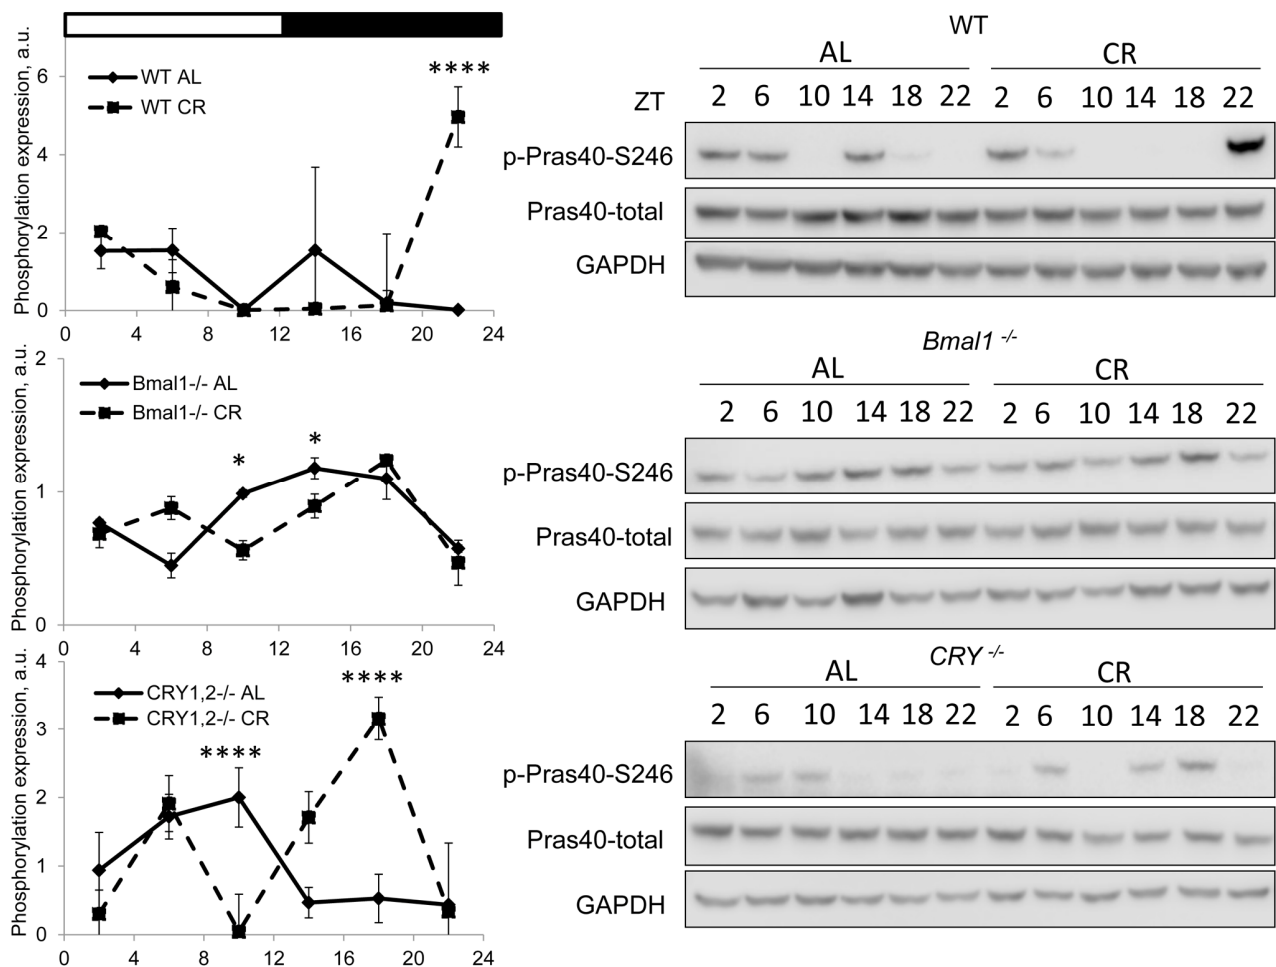 Phosphorylation expression, a.u.
WT AL
WT CR
****
6
4
2
0
0 4 8 12 16 20 24
Phosphorylation expression, a.u.
Bmal1-/- AL
Bmal1-/- CR
*
*
2
1
0
0 4 8 12 16 20 24
Phosphorylation expression, a.u.
CRY1,2-/- AL
CRY1,2-/- CR
****
****
4
3
2
1
0
0 4 8 12 16 20 24
WT
AL CR
ZT 2 6 10 14 18 22 2 6 10 14 18 22
p-Pras40-S246
Pras40-total
GAPDH
Bmal1 -/-
AL CR
2 6 10 14 18 22 2 6 10 14 18 22
p-Pras40-S246
Pras40-total
GAPDH
CRY -/-
AL CR
2 6 10 14 18 22 2 6 10 14 18 22
p-Pras40-S246
Pras40-total
GAPDH